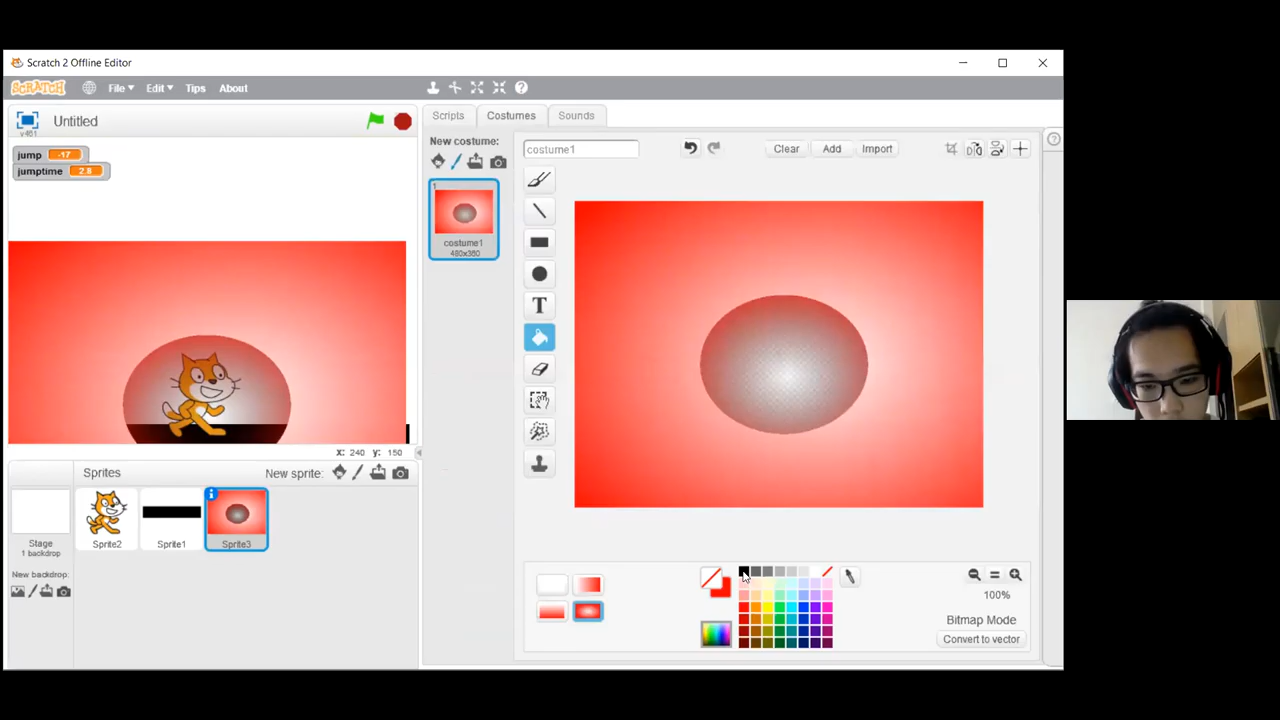 Scratch 2 Offline Editor
SCRATCH File Edit Tips About
Scripts Costumes Sounds
v461 Untitled
New costume:
costume1 Clear Add Import
jump -17
jumptime 2.8
1
costume1
480x360
T
x: 240 y: 150
Sprites New sprite:
Stage
1 backdrop
New backdrop:
Sprite2 Sprite1 Sprite3
100%
Bitmap Mode
Convert to vector